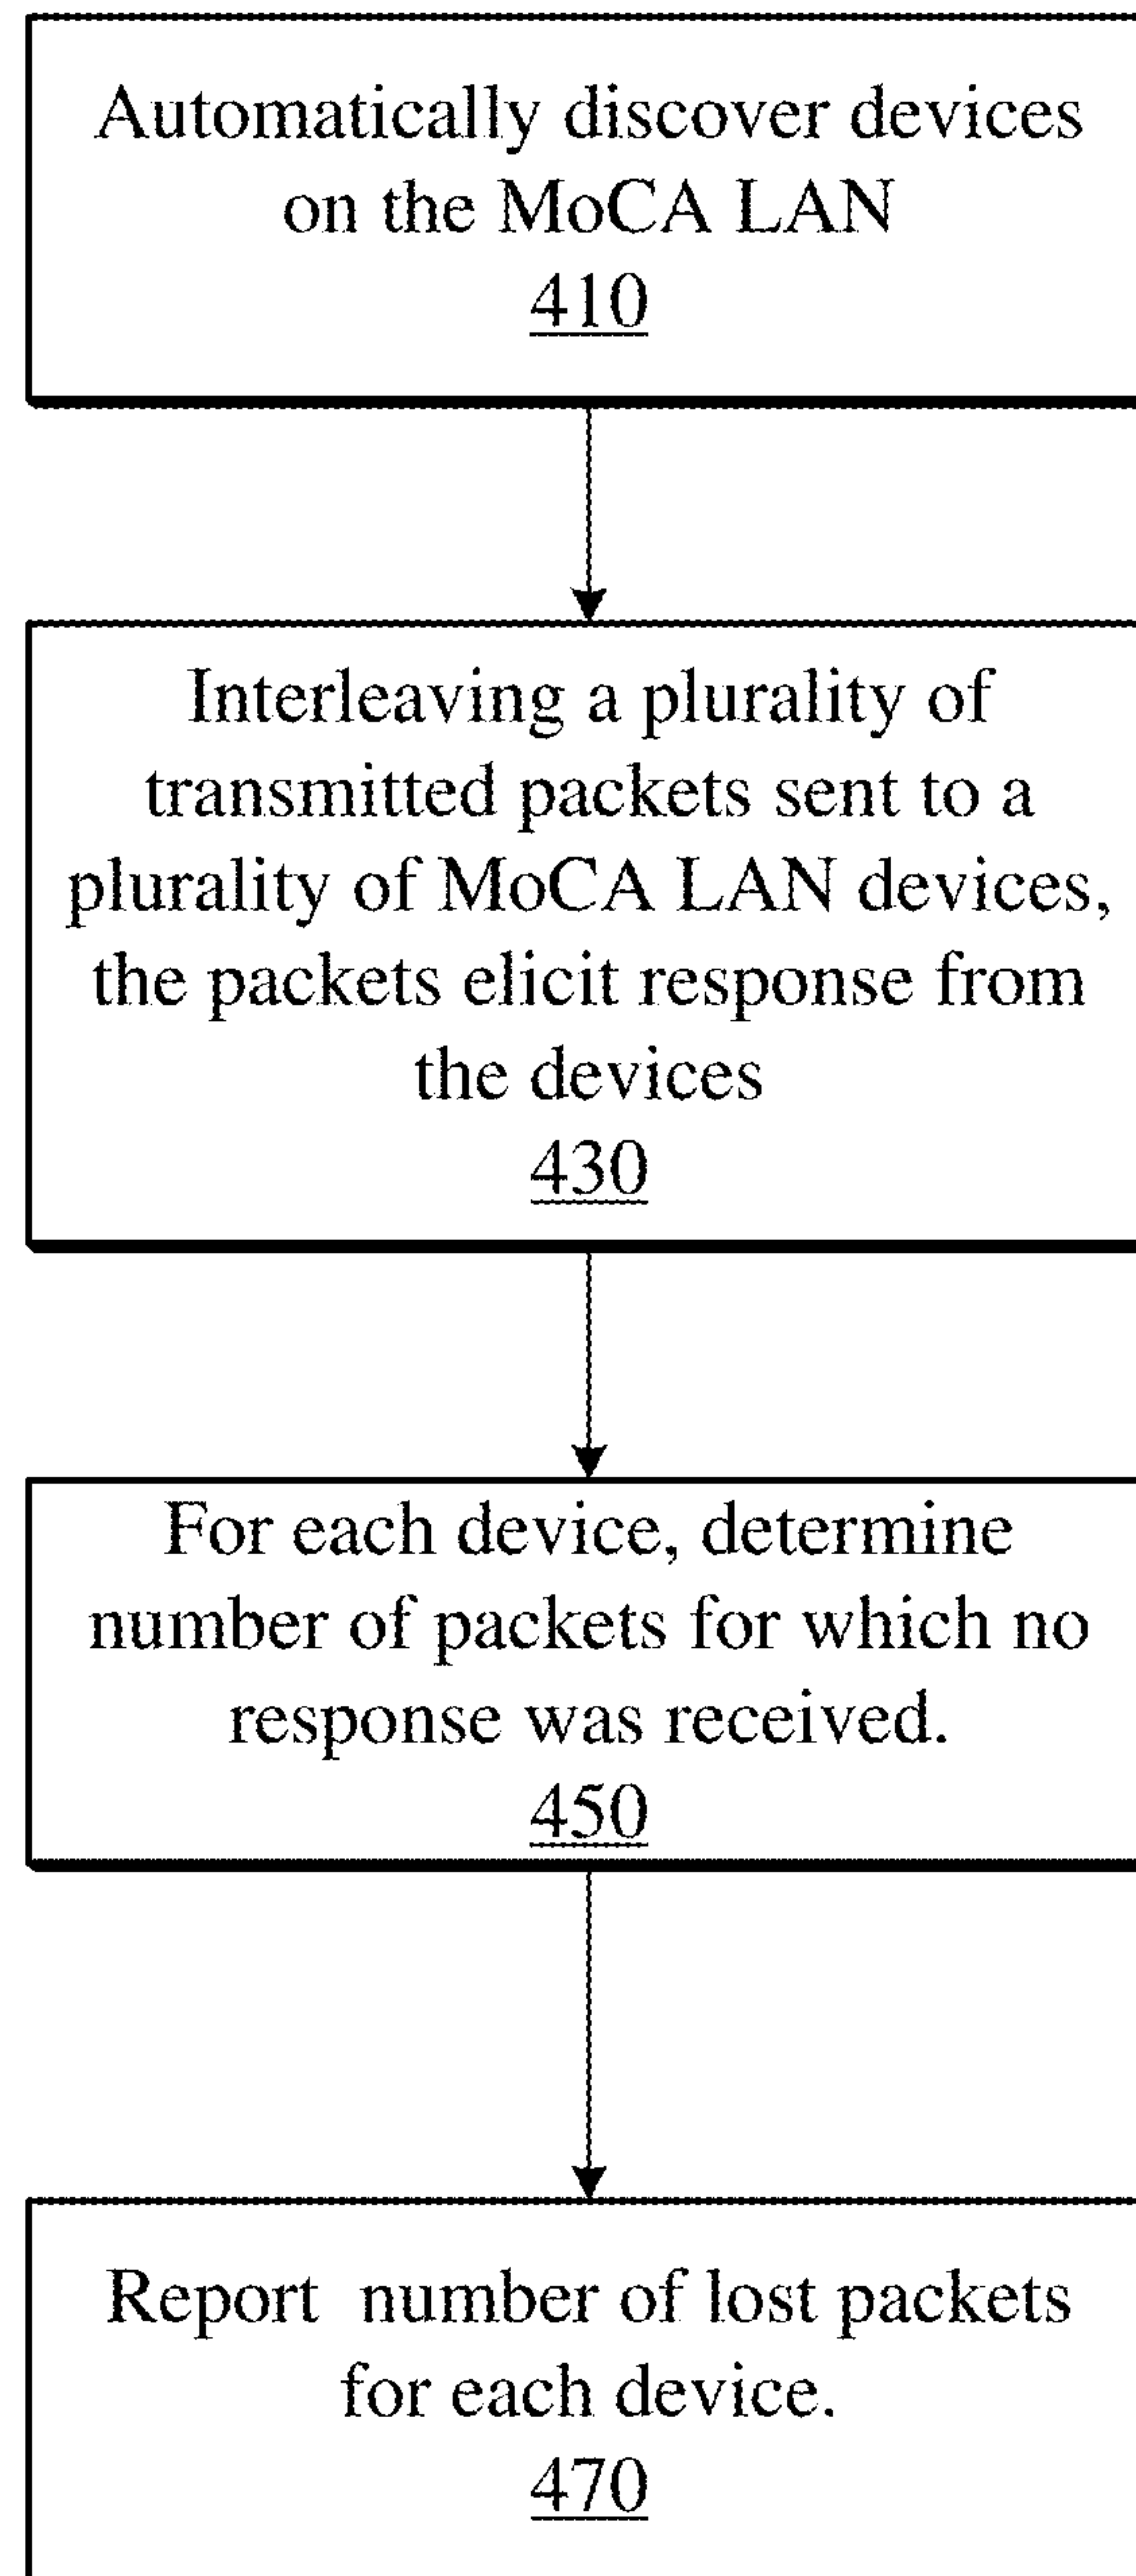 Automatically discover devices
on the MoCA LAN
410
Interleaving a plurality of
transmitted packets sent to a
plurality of MoCA LAN devices,
the packets elicit response from
the devices
430
For each device, determine
number of packets for which no
response was received.
450
Report number of lost packets
for each device.
470